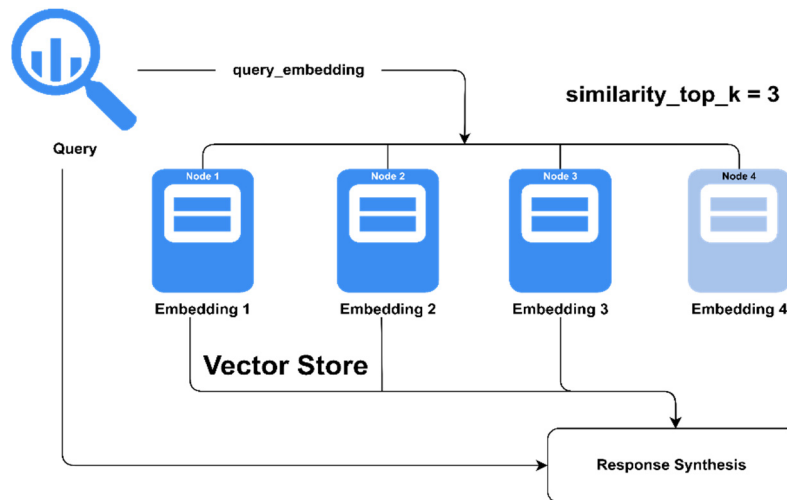 query_embedding
similarity_top_k = 3
Query
Node 1
Node 2
Node 3
Node 4
Embedding 1
Embedding 2
Embedding 3
Embedding 4
Vector Store
Response Synthesis